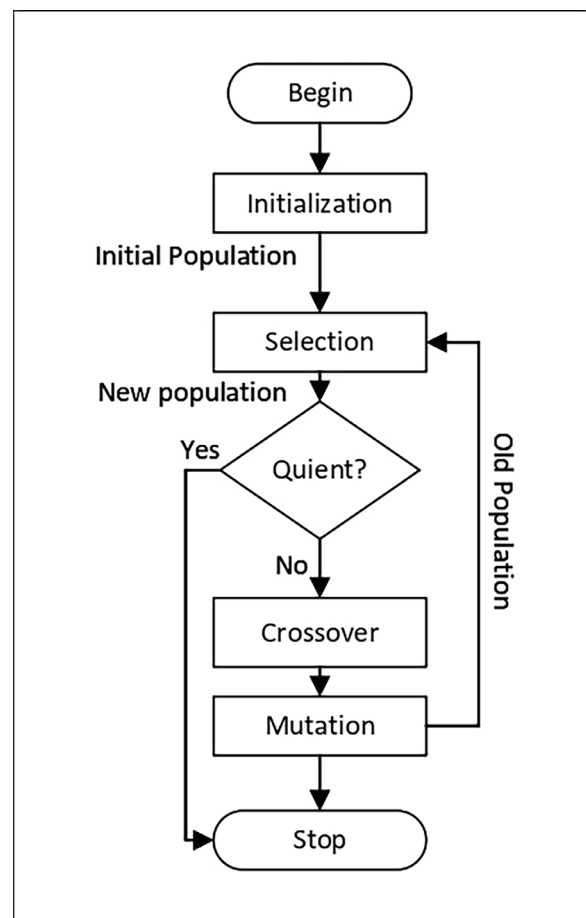 Begin
Initialization
Initial Population
Selection
New population
Yes
Quient?
Old Population
No
Crossover
Mutation
Stop